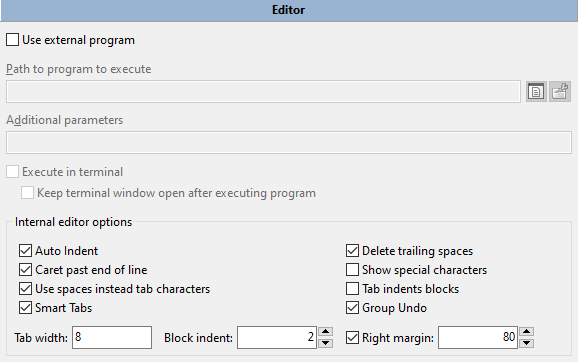 Editor
Use external program
Path to program to execute
Additional parameters
Execute in terminal
Keep terminal window open after executing program
Internal editor options
Auto Indent
Delete trailing spaces
Caret past end of line
Show special characters
Use spaces instead tab characters
Tab indents blocks
Smart Tabs
Group Undo
Tab width: 8 Block indent: 2 Right margin: 80